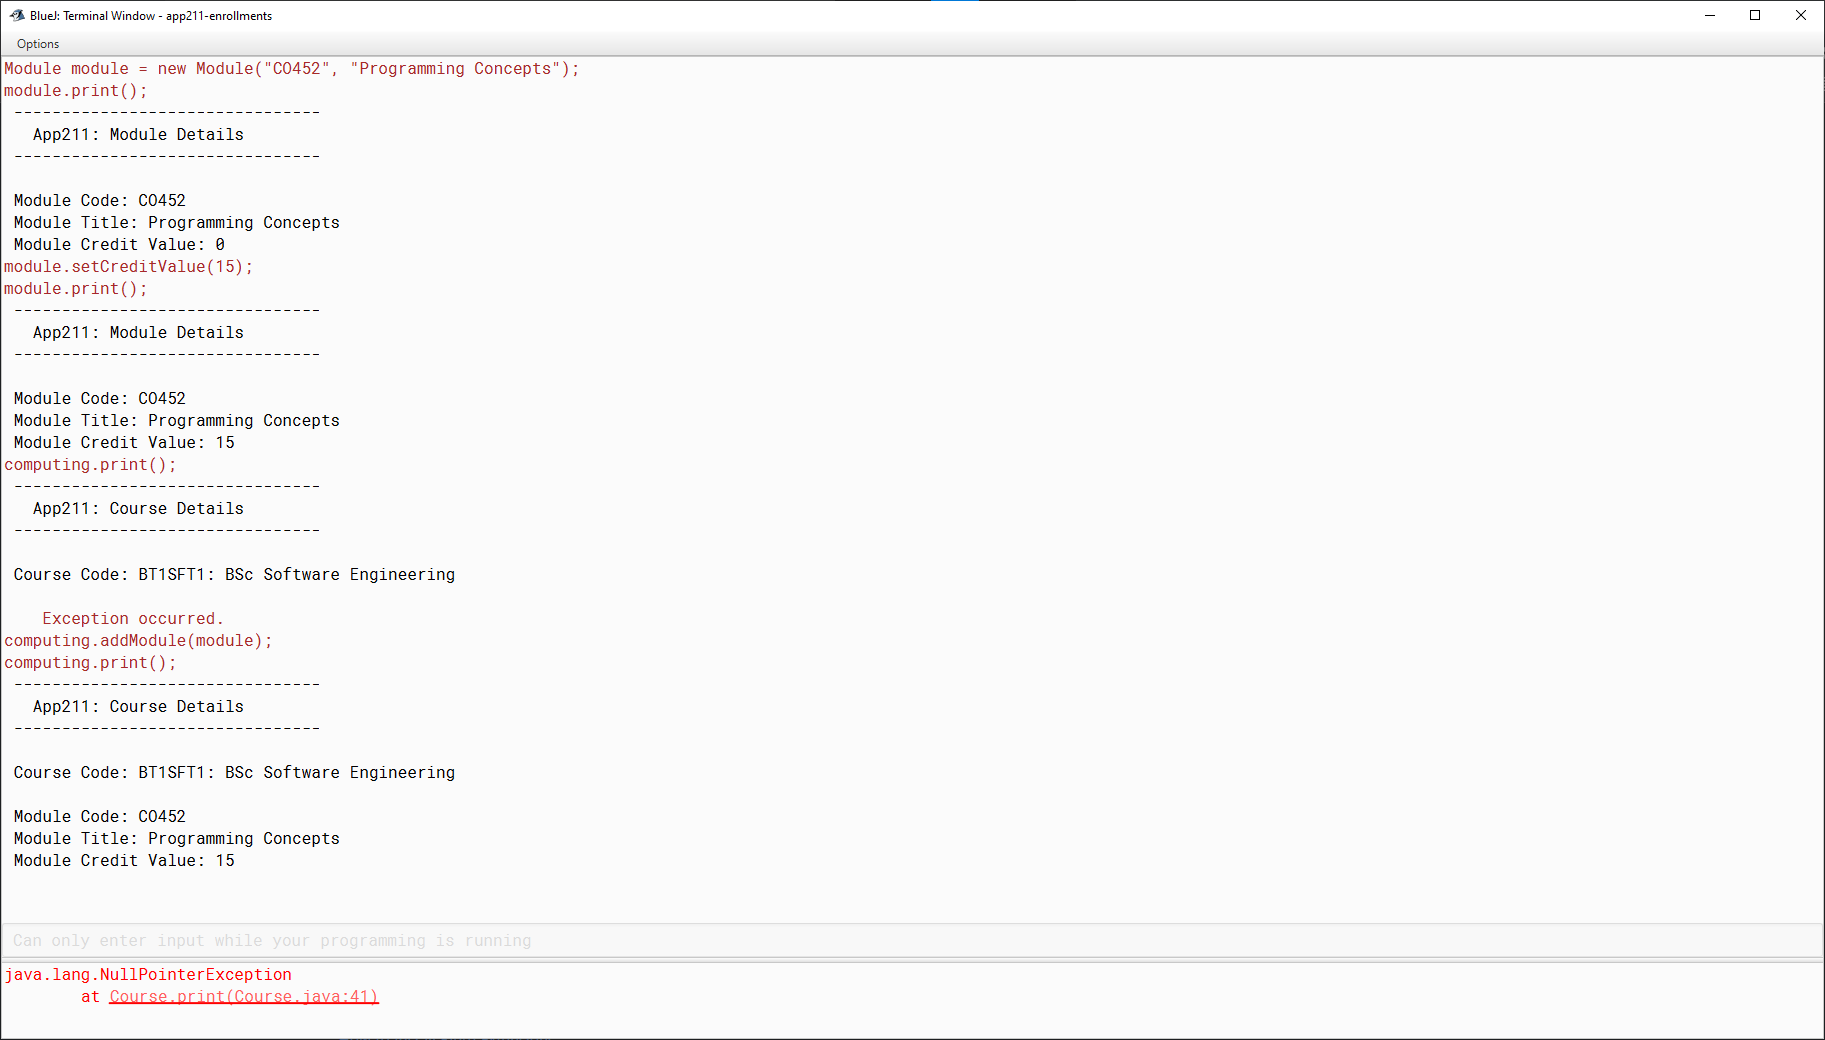 BlueJ: Terminal Window - app211-enrollments
Options
Module module = new Module("CO452", "Programming Concepts");
module.print();
--------------------------------
App211: Module Details
--------------------------------
Module Code: CO452
Module Title: Programming Concepts
Module Credit Value: 0
module.setCreditValue(15);
module.print();
--------------------------------
App211: Module Details
--------------------------------
Module Code: CO452
Module Title: Programming Concepts
Module Credit Value: 15
computing.print();
--------------------------------
App211: Course Details
--------------------------------
Course Code: BT1SFT1: BSc Software Engineering
Exception occurred.
computing.addModule(module);
computing.print();
--------------------------------
App211: Course Details
--------------------------------
Course Code: BT1SFT1: BSc Software Engineering
Module Code: CO452
Module Title: Programming Concepts
Module Credit Value: 15
Can only enter input while your programming is running
java.lang.NullPointerException
at Course.print(Course.java:41)